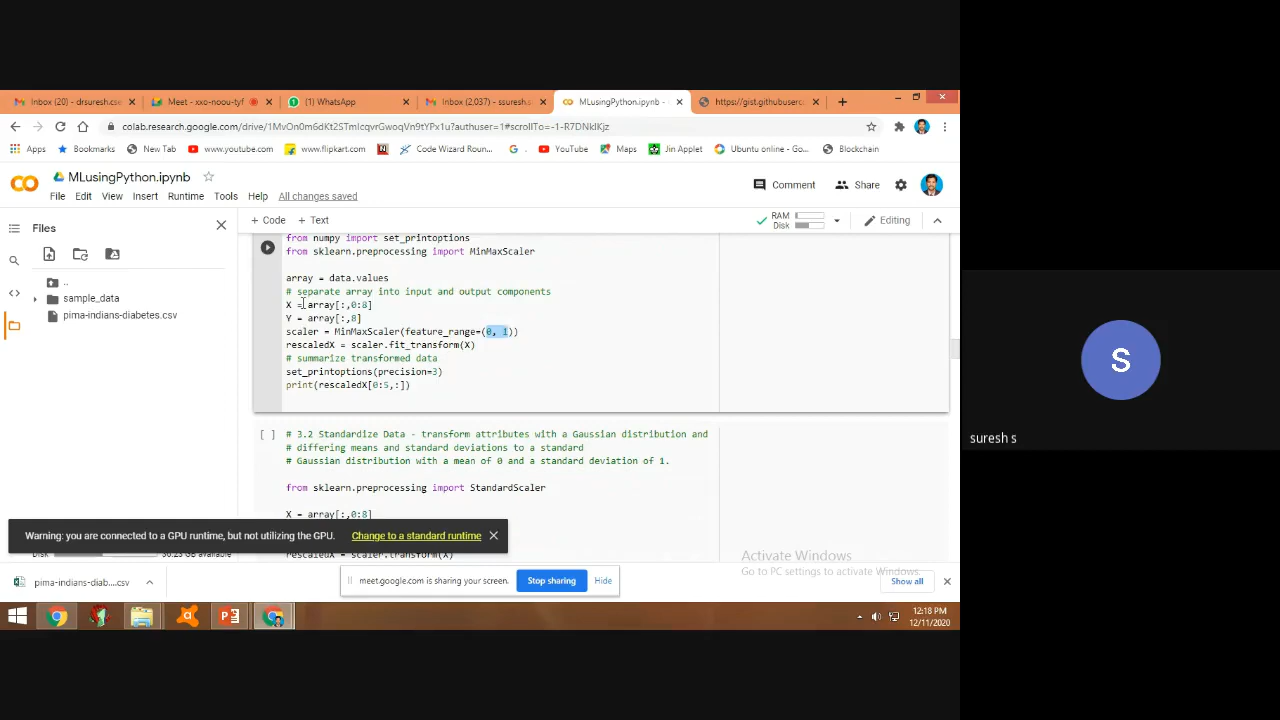 Inbox (20) - drsuresh.cse
Meet - xxo-noou-tyf
(1) WhatsApp
Inbox (2,037) - ssuresh.s
MLusingPython.ipynb -
https://gist.githubuserc
colab.research.google.com/drive/1MvOn0m6dKt2STmIcqvrGwoqVn9tYPx1u?authuser=1#scrollTo=-1-R7DNklKjz
Apps
Bookmarks
New Tab
www.youtube.com
www.flipkart.com
Code Wizard Roun...
G .
YouTube
Maps
Jin Applet
Ubuntu online - Go...
Blockchain
MLusingPython.ipynb
File Edit View Insert Runtime Tools Help All changes saved
Comment
Share
Files
+ Code + Text
RAM
Disk
Editing
..
sample_data
pima-indians-diabetes.csv
from numpy import set_printoptions
from sklearn.preprocessing import MinMaxScaler
array = data.values
# separate array into input and output components
X = array[:,0:8]
Y = array[:,8]
scaler = MinMaxScaler(feature_range=(0, 1))
rescaledX = scaler.fit_transform(X)
# summarize transformed data
set_printoptions(precision=3)
print(rescaledX[0:5,:])
[ ] # 3.2 Standardize Data - transform attributes with a Gaussian distribution and
# differing means and standard deviations to a standard
# Gaussian distribution with a mean of 0 and a standard deviation of 1.
from sklearn.preprocessing import StandardScaler
X = array[:,0:8]
Warning: you are connected to a GPU runtime, but not utilizing the GPU. Change to a standard runtime
rescaledX = scaler.transform(X)
Activate Windows
Go to PC settings to activate Windows.
pima-indians-diab....csv
meet.google.com is sharing your screen.
Stop sharing
Hide
Show all
12:18 PM
12/11/2020
S
suresh s